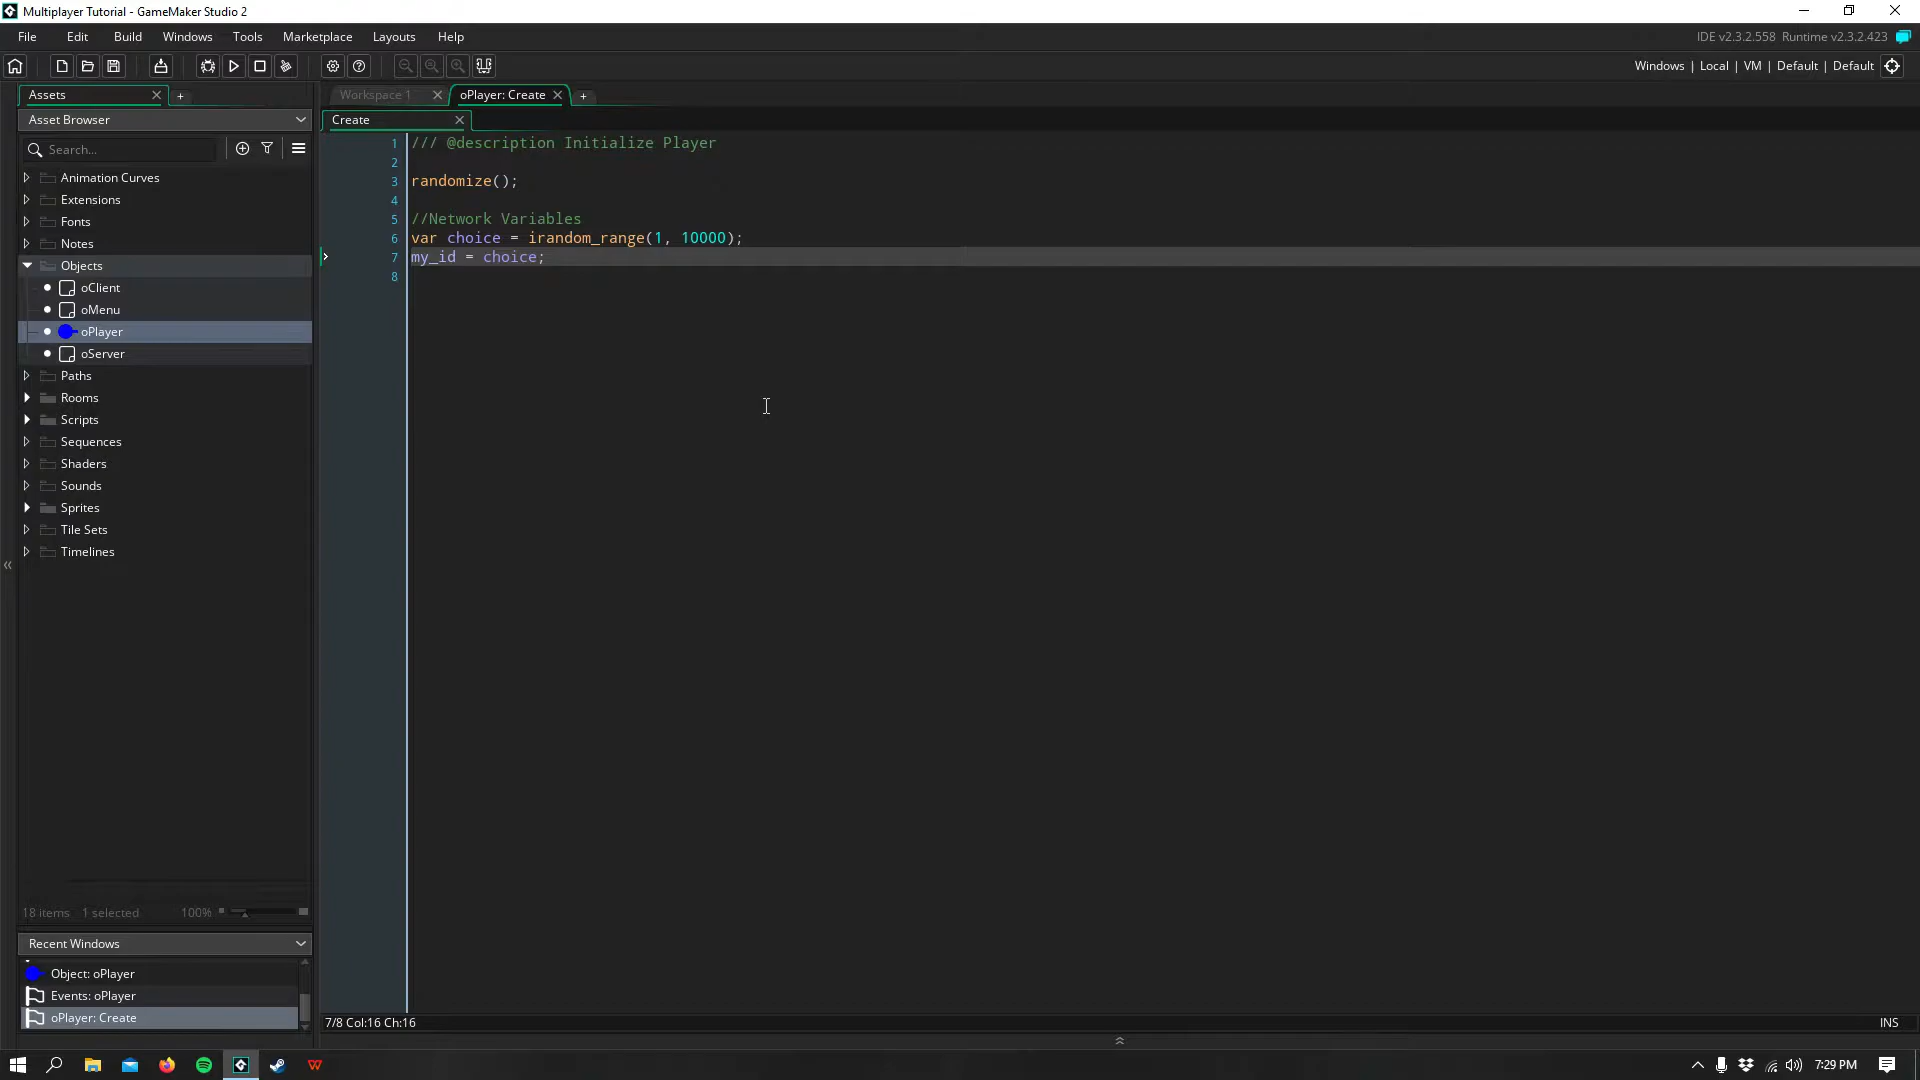 Multiplayer Tutorial - GameMaker Studio 2
File Edit Build Windows Tools Marketplace Layouts Help
IDE v2.3.2.558 Runtime v2.3.2.423
Windows | Local | VM | Default | Default
Assets
Workspace 1
oPlayer: Create
Asset Browser
Create
Search...
Animation Curves
Extensions
Fonts
Notes
Objects
oClient
oMenu
oPlayer
oServer
Paths
Rooms
Scripts
Sequences
Shaders
Sounds
Sprites
Tile Sets
Timelines
1 /// @description Initialize Player
2
3 randomize();
4
5 //Network Variables
6 var choice = irandom_range(1, 10000);
7 my_id = choice;
8
18 items 1 selected 100%
Recent Windows
Object: oPlayer
Events: oPlayer
oPlayer: Create
7/8 Col:16 Ch:16
INS
7:29 PM